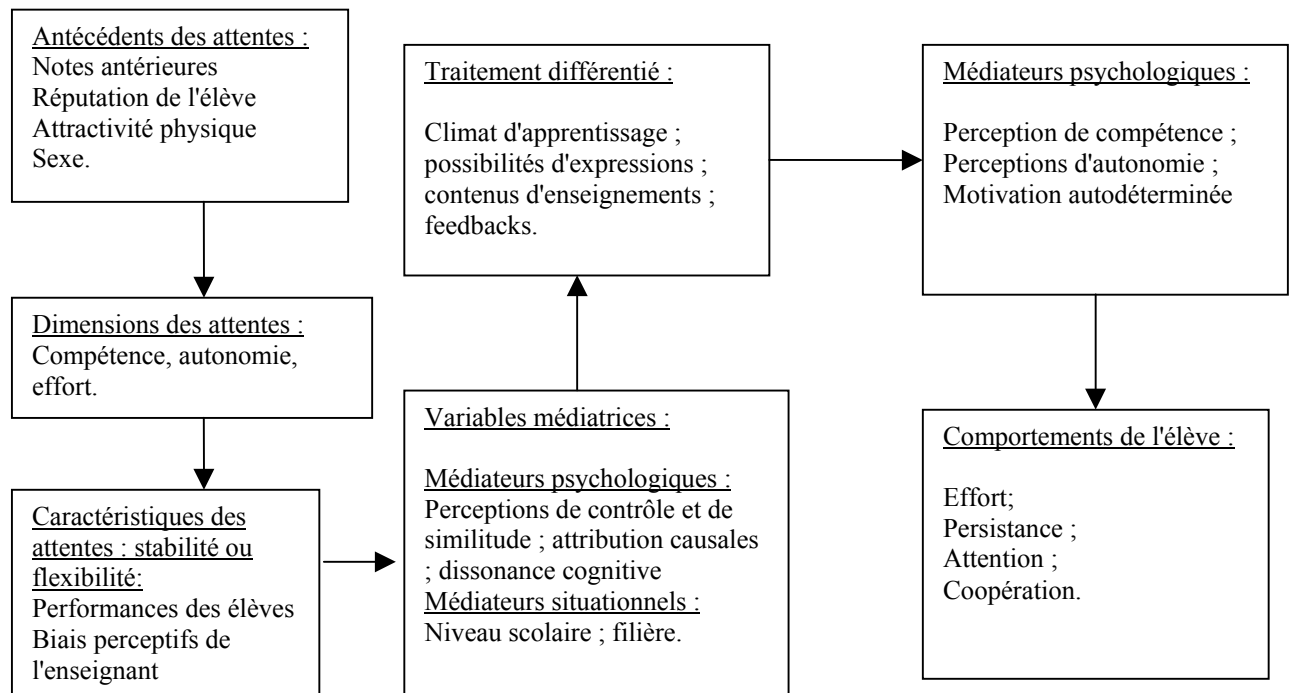 Antécédents des attentes :
Notes antérieures
Réputation de l'élève
Attractivité physique
Sexe.
Dimensions des attentes :
Compétence, autonomie,
effort.
Caractéristiques des
attentes : stabilité ou
flexibilité:
Performances des élèves
Biais perceptifs de
l'enseignant
Variables médiatrices :
Médiateurs psychologiques :
Perceptions de contrôle et de
similitude ; attribution causales
; dissonance cognitive
Médiateurs situationnels :
Niveau scolaire ; filière.
Traitement différentié :
Climat d'apprentissage ;
possibilités d'expressions ;
contenus d'enseignements ;
feedbacks.
Médiateurs psychologiques :
Perception de compétence ;
Perceptions d'autonomie ;
Motivation autodéterminée
Comportements de l'élève :
Effort;
Persistance ;
Attention ;
Coopération.